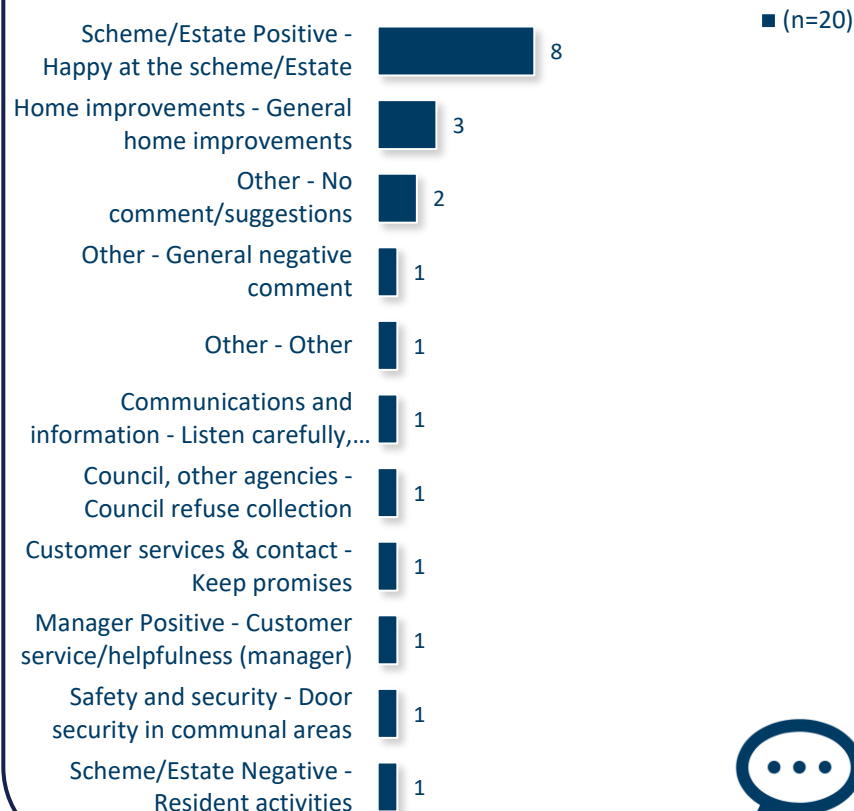 ■ (n=20)
Scheme/Estate Positive -
Happy at the scheme/Estate
8
Home improvements - General
home improvements
3
Other - No
comment/suggestions
2
Other - General negative
comment
1
Other - Other
1
Communications and
information - Listen carefully,...
1
Council, other agencies -
Council refuse collection
1
Customer services & contact -
Keep promises
1
Manager Positive - Customer
service/helpfulness (manager)
1
Safety and security - Door
security in communal areas
1
Scheme/Estate Negative -
Resident activities
1